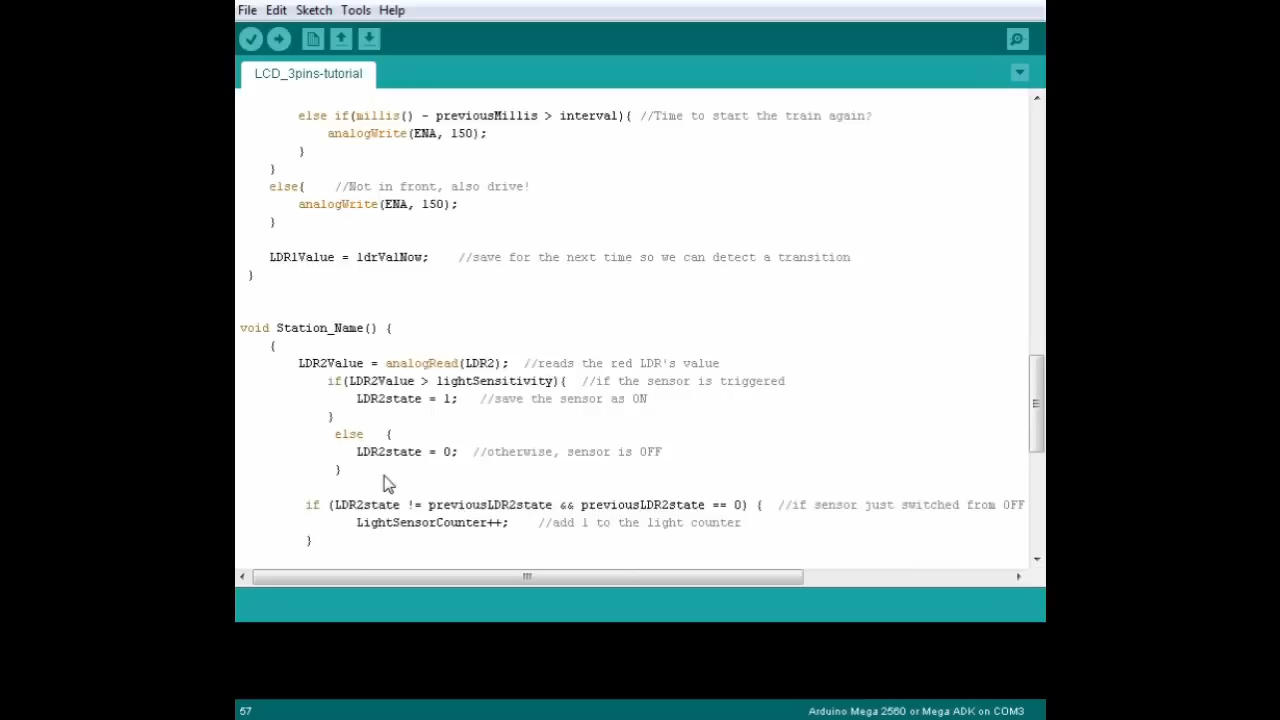 File Edit Sketch Tools Help
LCD_3pins-tutorial
else if(millis() - previousMillis > interval){ //Time to start the train again?
analogWrite(ENA, 150);
}
}
else{ //Not in front, also drive!
analogWrite(ENA, 150);
}
LDR1Value = ldrValNow; //save for the next time so we can detect a transition
}
void Station_Name() {
{
LDR2Value = analogRead(LDR2); //reads the red LDR's value
if(LDR2Value > lightSensitivity){ //if the sensor is triggered
LDR2state = 1; //save the sensor as ON
}
else {
LDR2state = 0; //otherwise, sensor is OFF
}
if (LDR2state != previousLDR2state && previousLDR2state == 0) { //if sensor just switched from OFF
LightSensorCounter++; //add 1 to the light counter
}
57
Arduino Mega 2560 or Mega ADK on COM3